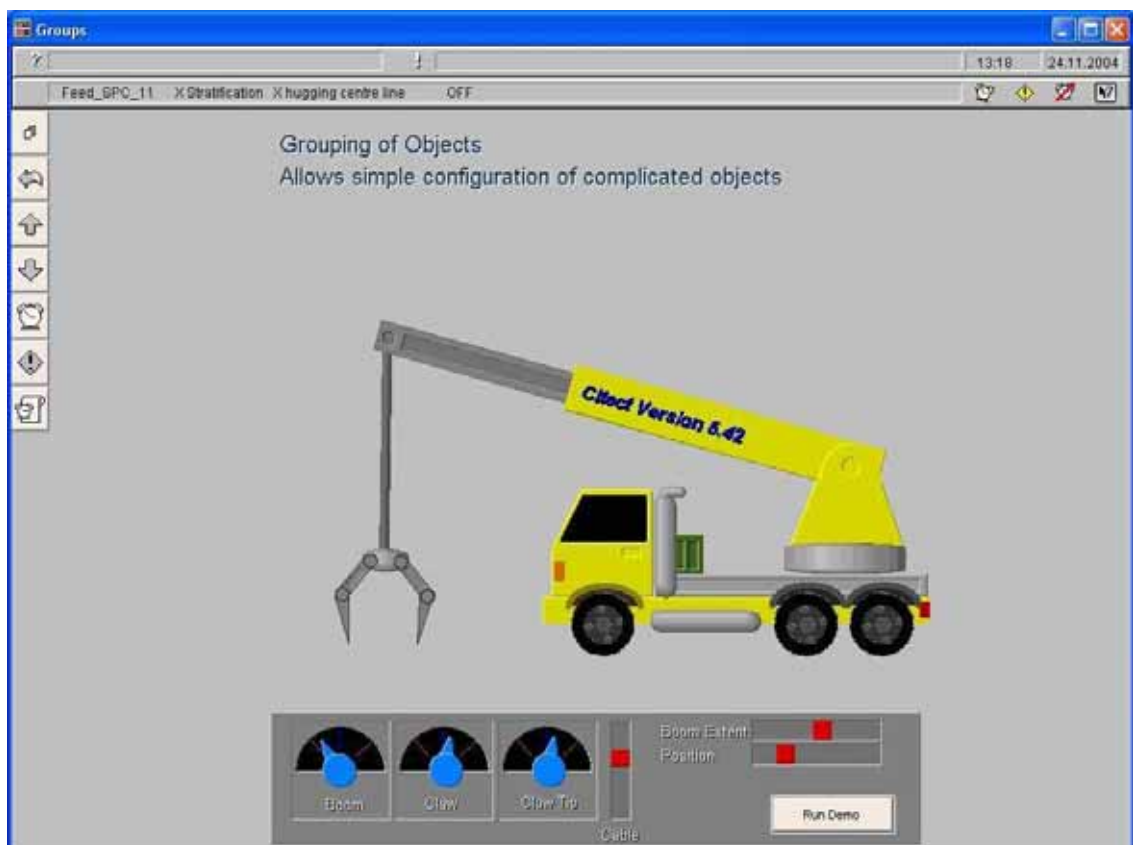 Groups
13:18 24.11.2004
Feed_SPC_11 X Stratification X hugging centre line OFF
Grouping of Objects
Allows simple configuration of complicated objects
Citect Version 5.42
Boom Extent
Position
Boom Claw Claw Tip
Run Demo
Cable